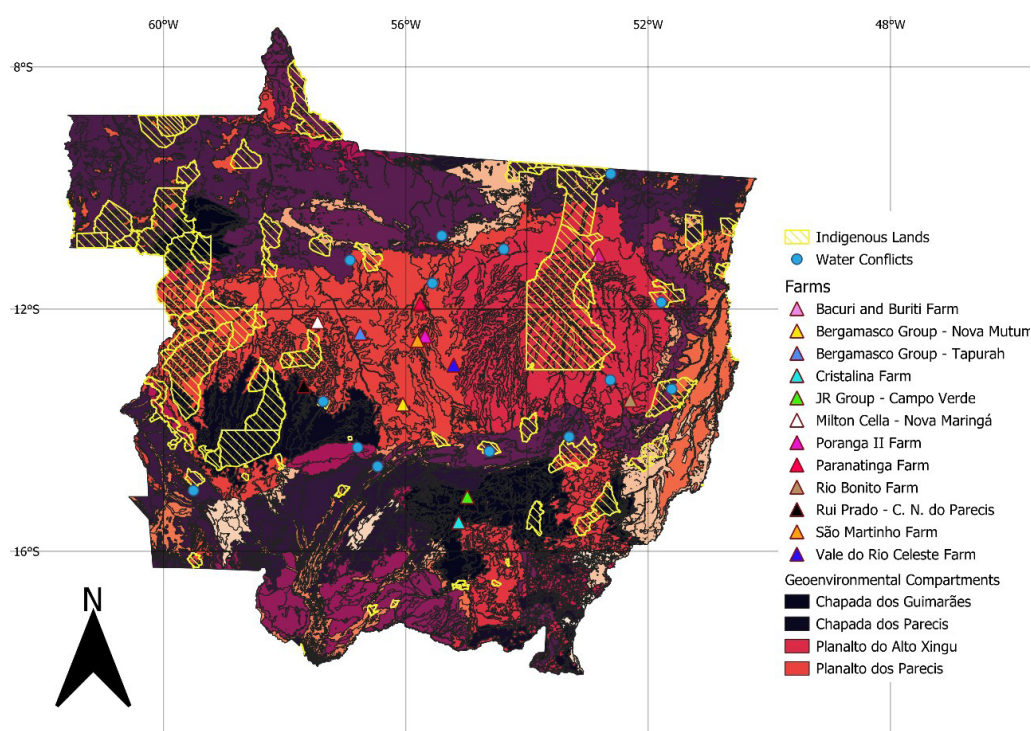 60°W 56°W 52°W 48°W
8°S
Indigenous Lands
Water Conflicts
Farms
12°S
Bacuri and Buriti Farm
Bergamasco Group - Nova Mutum
Bergamasco Group - Tapurah
Cristalina Farm
JR Group - Campo Verde
Milton Cella - Nova Maringá
Poranga II Farm
Paranatinga Farm
Rio Bonito Farm
Rui Prado - C. N. do Parecis
São Martinho Farm
16°S
Vale do Rio Celeste Farm
Geoenvironmental Compartments
N
Chapada dos Guimarães
Chapada dos Parecis
Planalto do Alto Xingu
Planalto dos Parecis